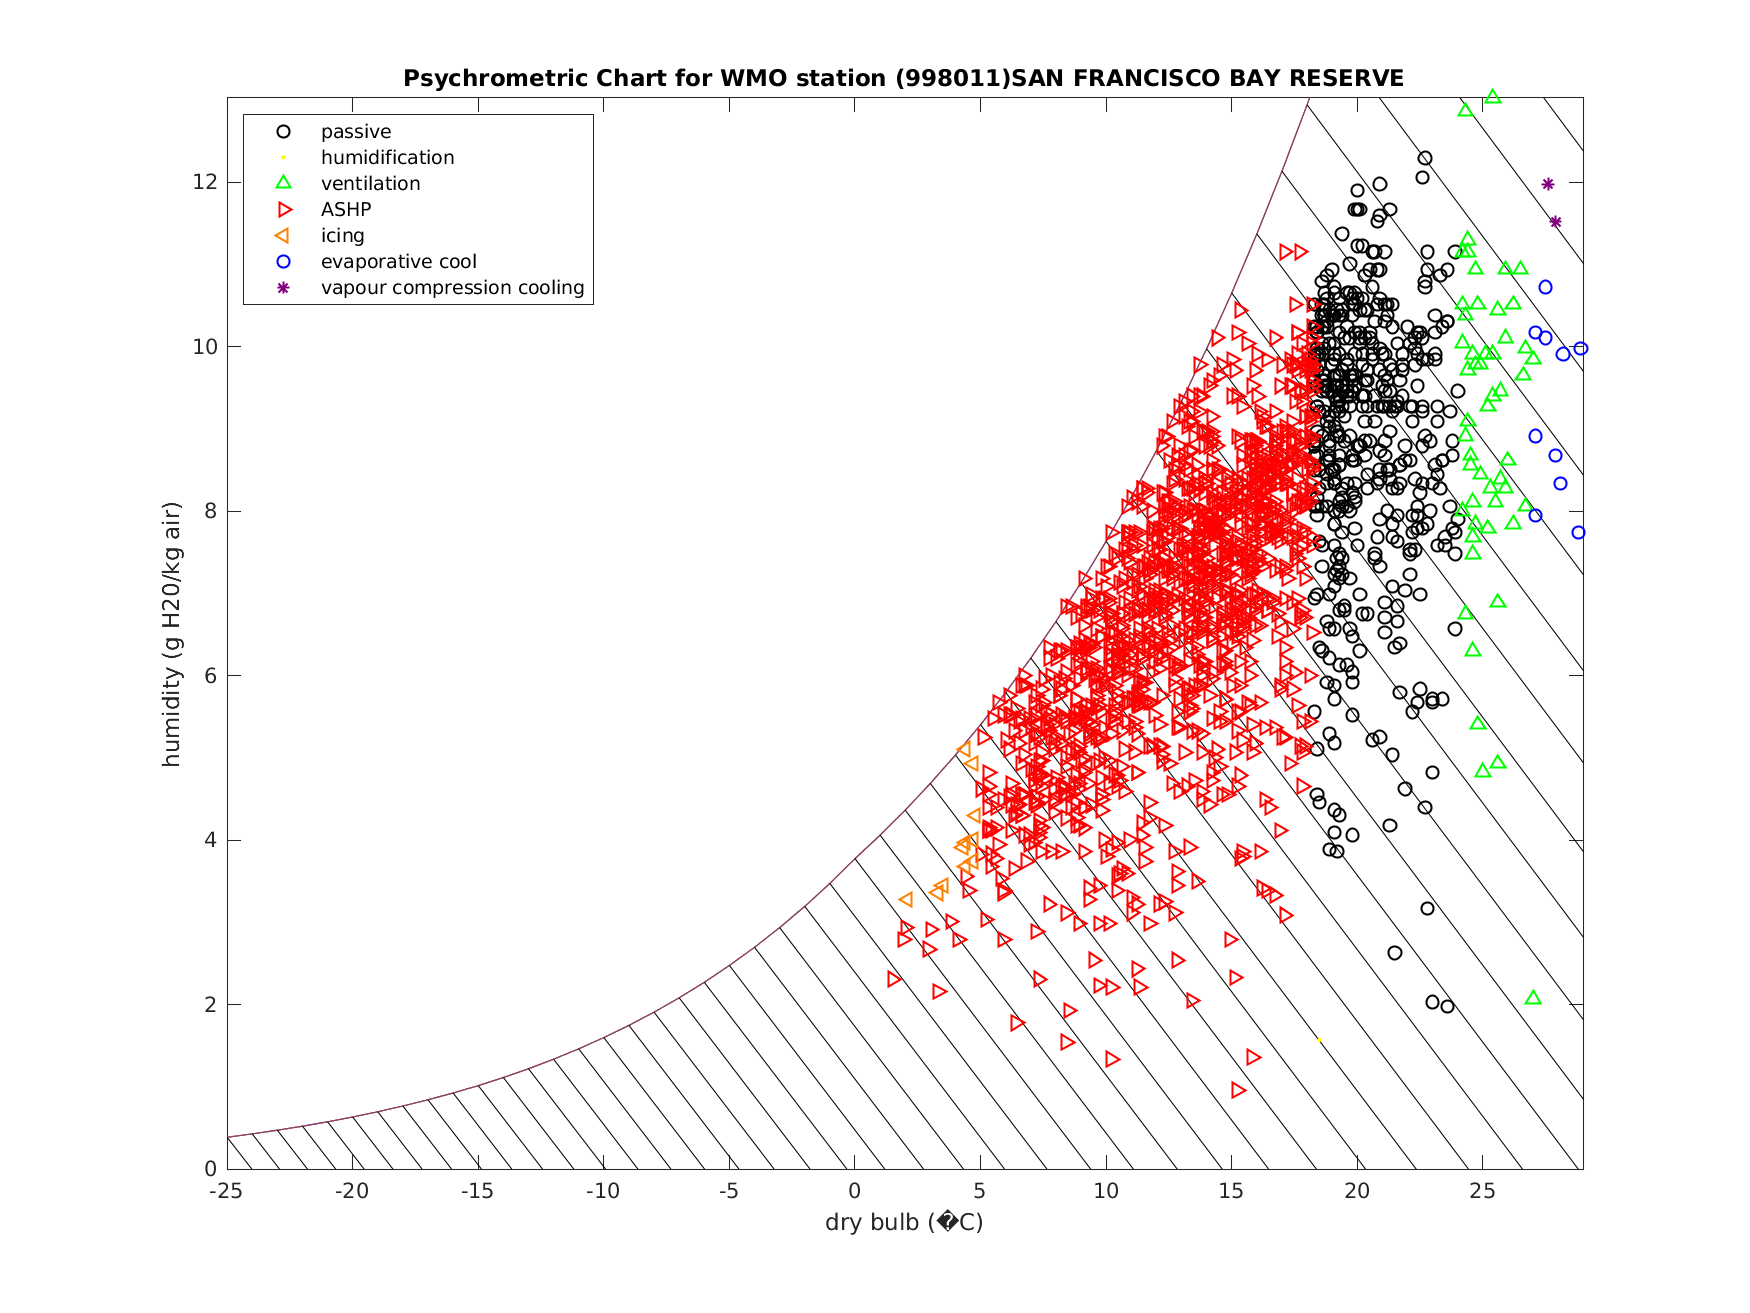 Psychrometric Chart for WMO station (998011)SAN FRANCISCO BAY RESERVE
passive
humidification
ventilation
ASHP
icing
evaporative cool
vapour compression cooling
humidity (g H20/kg air)
12
10
8
6
4
2
0
-25 -20 -15 -10 -5 0 5 10 15 20 25
dry bulb (�C)